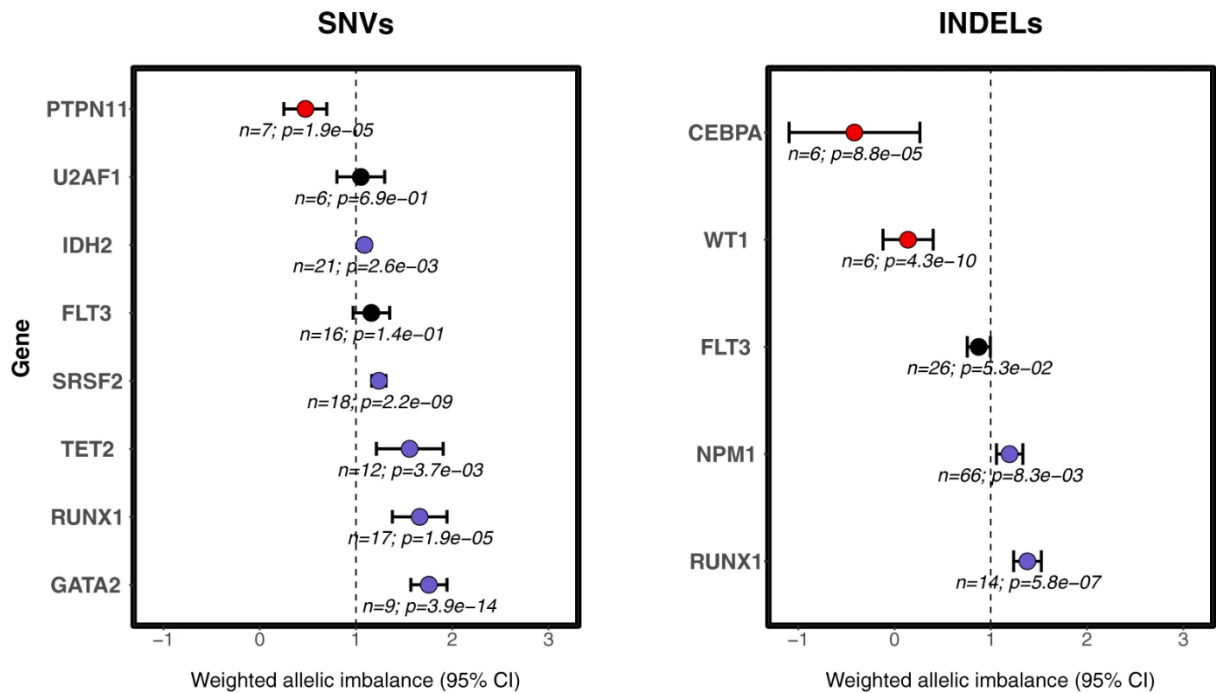 SNVs
Gene
PTPN11
n=7; p=1.9e−05
U2AF1
n=6; p=6.9e−01
IDH2
n=21; p=2.6e−03
FLT3
n=16; p=1.4e−01
SRSF2
n=18; p=2.2e−09
TET2
n=12; p=3.7e−03
RUNX1
n=17; p=1.9e−05
GATA2
n=9; p=3.9e−14
−1 0 1 2 3
Weighted allelic imbalance (95% CI)
INDELs
CEBPA
n=6; p=8.8e−05
WT1
n=6; p=4.3e−10
FLT3
n=26; p=5.3e−02
NPM1
n=66; p=8.3e−03
RUNX1
n=14; p=5.8e−07
−1 0 1 2 3
Weighted allelic imbalance (95% CI)